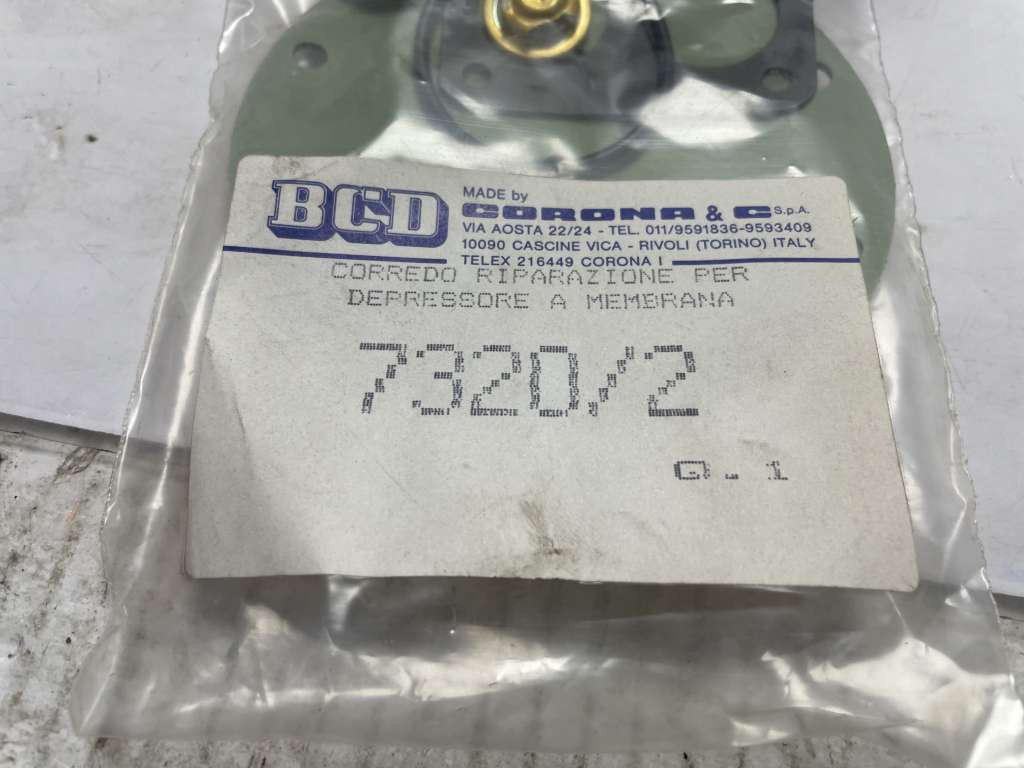 BCD
MADE by
CORONA & C S.p.A.
VIA AOSTA 22/24 - TEL. 011/9591836-9593409
10090 CASCINE VICA - RIVOLI (TORINO) ITALY
TELEX 216449 CORONA I
CORREDO RIPARAZIONE PER
DEPRESSORE A MEMBRANA
7320/2
Q. 1